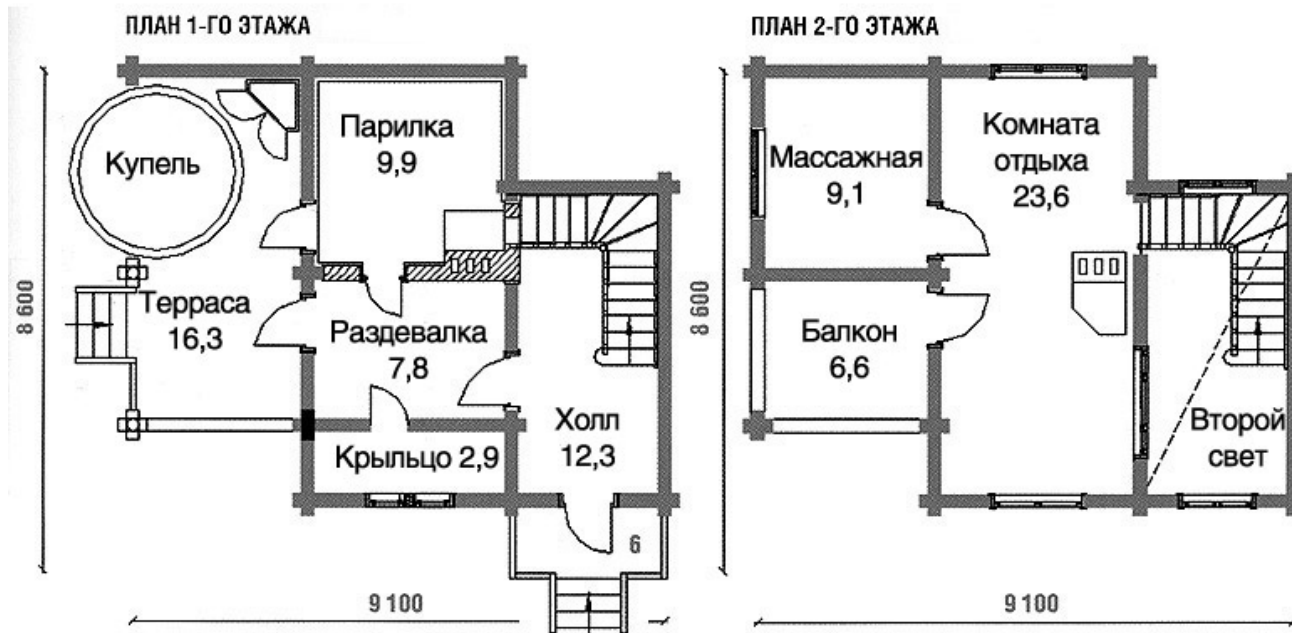 ПЛАН 1-ГО ЭТАЖА
Купель
Парилка
9,9
Терраса
16,3
Раздевалка
7,8
Холл
12,3
Крыльцо 2,9
6
8 600
9 100
ПЛАН 2-ГО ЭТАЖА
Массажная
9,1
Комната
отдыха
23,6
Балкон
6,6
Второй
свет
8 600
9 100